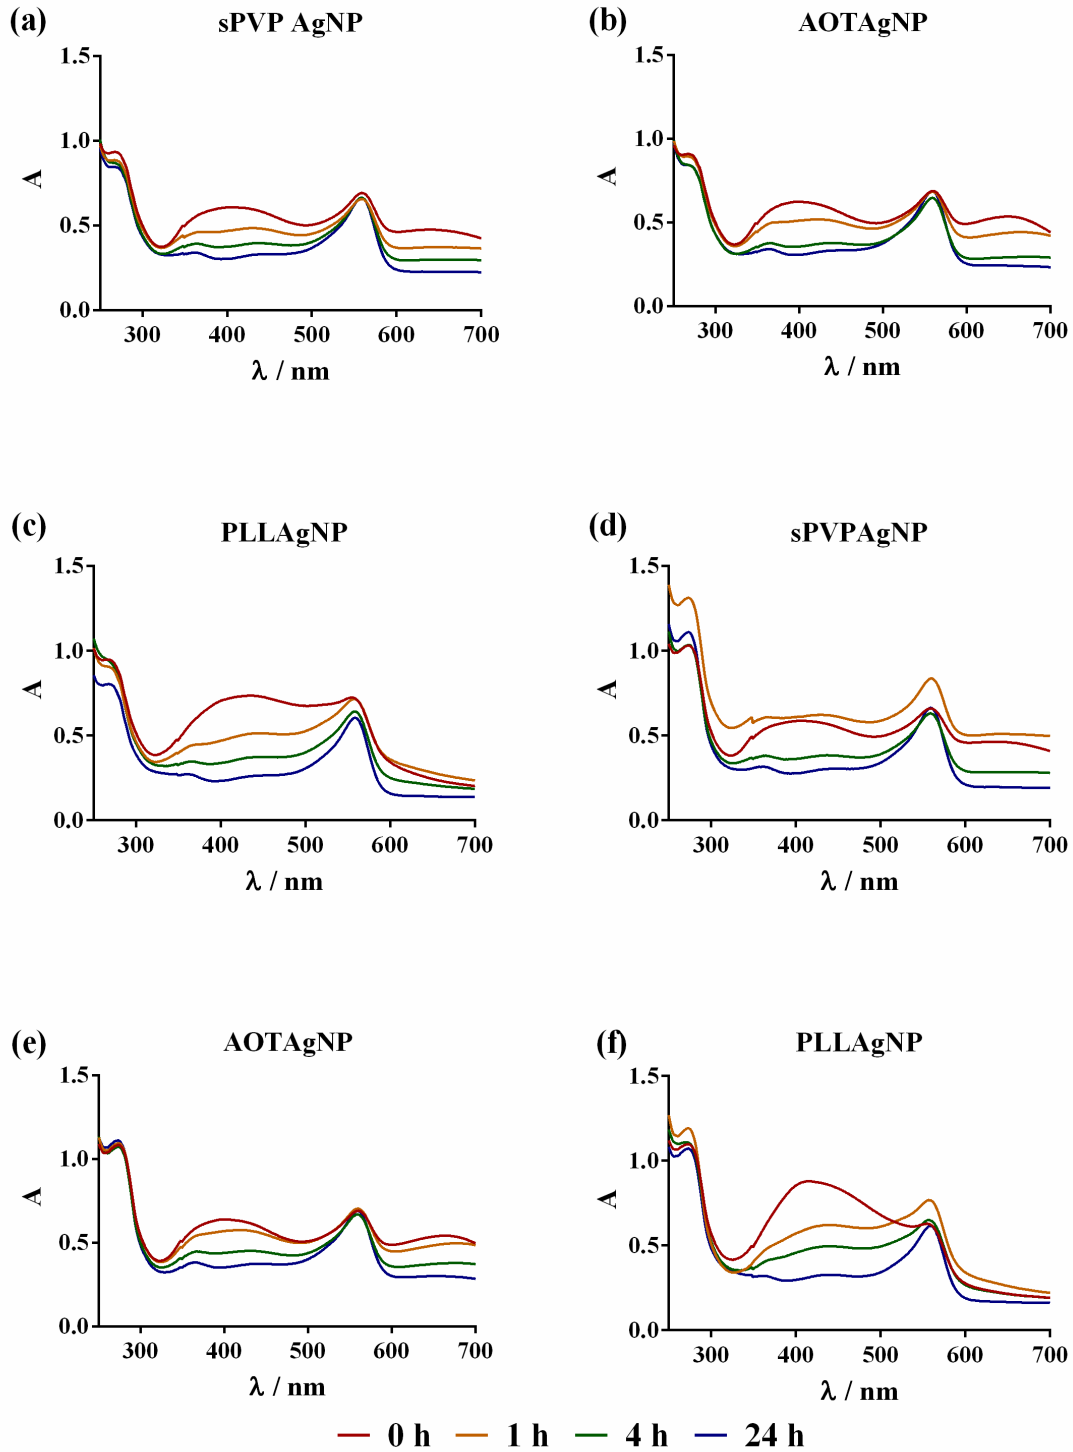 (a) sPVP AgNP
1.5
1.0
0.5
0.0
A
300 400 500 600 700
λ / nm
(b) AOTAgNP
1.5
1.0
0.5
0.0
A
300 400 500 600 700
λ / nm
(c) PLLAgNP
1.5
1.0
0.5
0.0
A
300 400 500 600 700
λ / nm
(d) sPVPAgNP
1.5
1.0
0.5
0.0
A
300 400 500 600 700
λ / nm
(e) AOTAgNP
1.5
1.0
0.5
0.0
A
300 400 500 600 700
λ / nm
(f) PLLAgNP
1.5
1.0
0.5
0.0
A
300 400 500 600 700
λ / nm
0 h 1 h 4 h 24 h